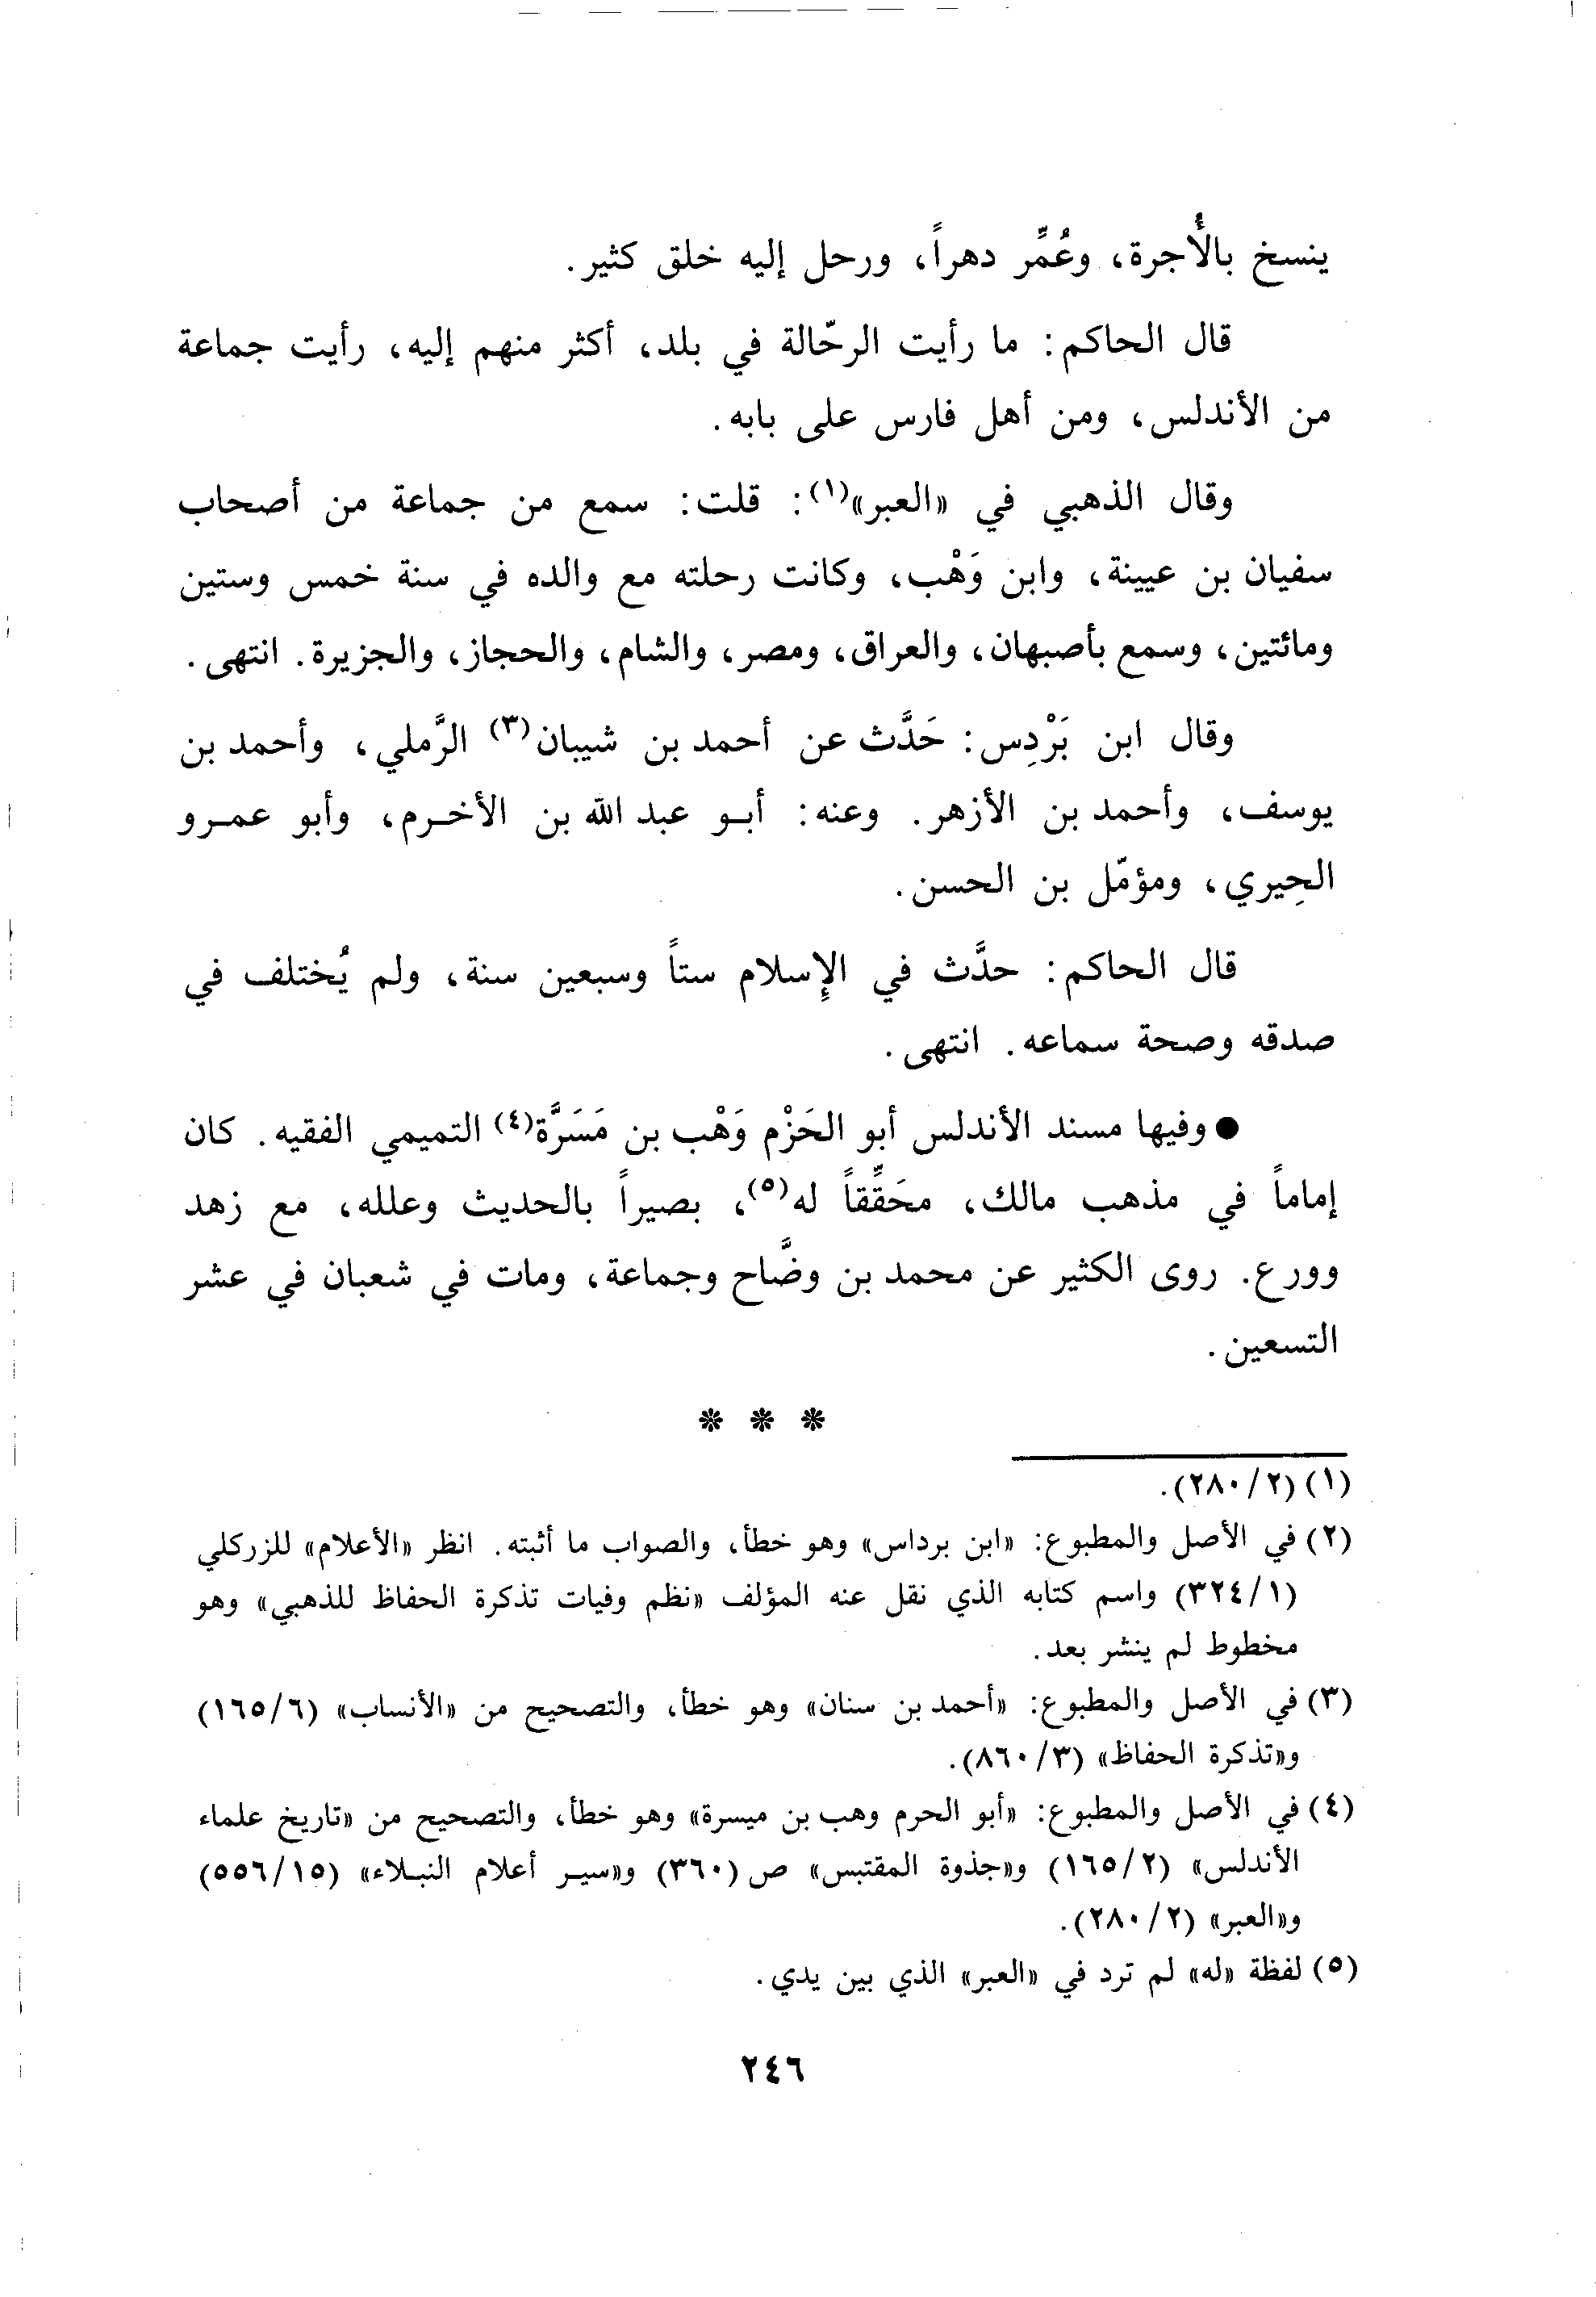 ينسخ بالأُجرة، وعُمِّر دهراً، ورحل إليه خلق كثير.
قال الحاكم: ما رأيت الرحّالة في بلد، أكثر منهم إليه، رأيت جماعة
من الأندلس، ومن أهل فارس على بابه.
وقال الذهبي في «العبر»(١): قلت: سمع من جماعة من أصحاب
سفيان بن عيينة، وابن وَهْب، وكانت رحلته مع والده في سنة خمس وستين
ومائتين، وسمع بأصبهان، والعراق، ومصر، والشام، والحجاز، والجزيرة. انتهى.
وقال ابن بَرْدِس: حَدَّث عن أحمد بن شيبان(٣) الرَّملي، وأحمد بن
يوسف، وأحمد بن الأزهر. وعنه: أبو عبد الله بن الأخرم، وأبو عمرو
الحِيري، ومؤمّل بن الحسن.
قال الحاكم: حدَّث في الإسلام ستاً وسبعين سنة، ولم يُختلف في
صدقه وصحة سماعه. انتهى.
● وفيها مسند الأندلس أبو الحَزْم وَهْب بن مَسَرَّة(٤) التميمي الفقيه. كان
إماماً في مذهب مالك، محَقِّقاً له(٥)، بصيراً بالحديث وعلله، مع زهد
وورع. روى الكثير عن محمد بن وضَّاح وجماعة، ومات في شعبان في عشر
التسعين.
* * *
(١) (٢/ ٢٨٠).
(٢) في الأصل والمطبوع: «ابن برداس» وهو خطأ، والصواب ما أثبته. انظر «الأعلام» للزركلي
(١/ ٣٢٤) واسم كتابه الذي نقل عنه المؤلف «نظم وفيات تذكرة الحفاظ للذهبي» وهو
مخطوط لم ينشر بعد.
(٣) في الأصل والمطبوع: «أحمد بن سنان» وهو خطأ، والتصحيح من «الأنساب» (٦/ ١٦٥)
و«تذكرة الحفاظ» (٣/ ٨٦٠).
(٤) في الأصل والمطبوع: «أبو الحرم وهب بن ميسرة» وهو خطأ، والتصحيح من «تاريخ علماء
الأندلس» (٢/ ١٦٥) و«جذوة المقتبس» ص (٣٦٠) و«سير أعلام النبلاء» (١٥/ ٥٥٦)
و«العبر» (٢/ ٢٨٠).
(٥) لفظة «له» لم ترد في «العبر» الذي بين يدي.
٢٤٦